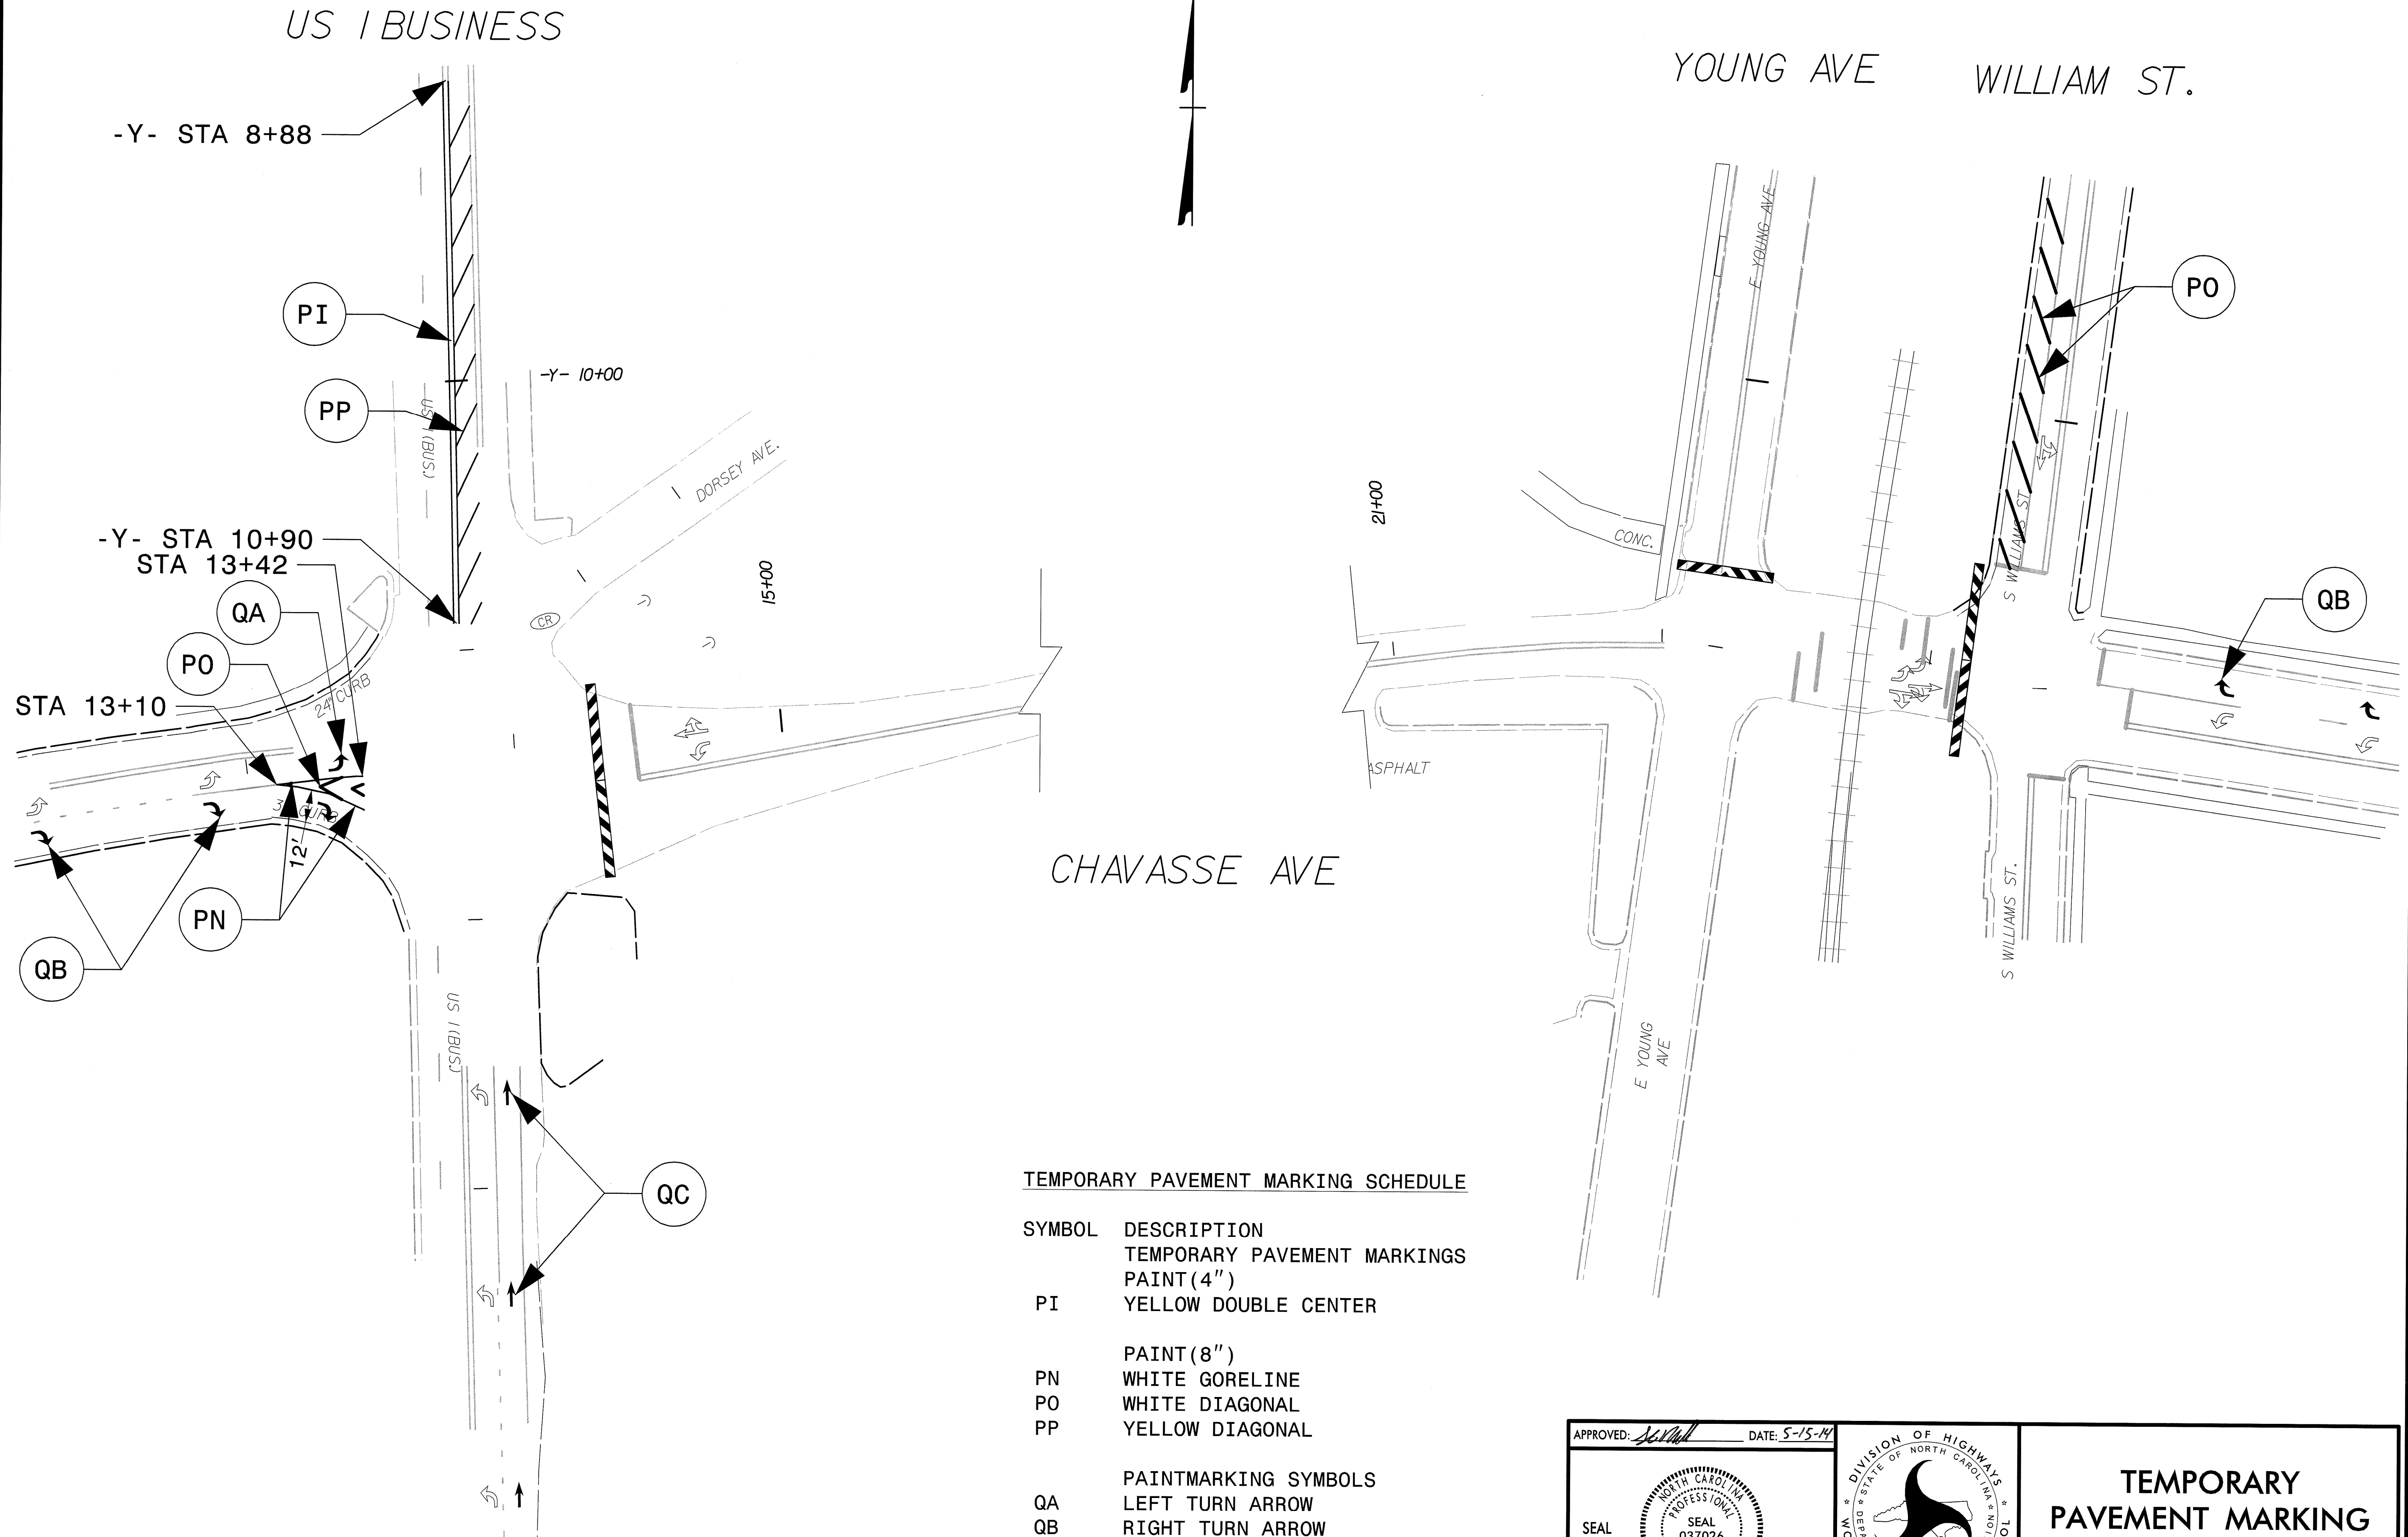 US 1 BUSINESS
YOUNG AVE
WILLIAM ST.
-Y- STA 8+88
PI
PP
US 1 (BUS.)
-Y- 10+00
DORSEY AVE.
-Y- STA 10+90
STA 13+42
QA
PO
STA 13+10
24" CURB
CURB
12'
PN
QB
CR
15+00
US 1 (BUS.)
QC
CHAVASSE AVE
21+00
CONC.
ASPHALT
E YOUNG AVE
E YOUNG
AVE
S WILLIAMS ST
S WILLIAMS ST.
PO
QB
TEMPORARY PAVEMENT MARKING SCHEDULE
SYMBOL DESCRIPTION
TEMPORARY PAVEMENT MARKINGS
PAINT(4")
PI YELLOW DOUBLE CENTER
PAINT(8")
PN WHITE GORELINE
PO WHITE DIAGONAL
PP YELLOW DIAGONAL
PAINTMARKING SYMBOLS
QA LEFT TURN ARROW
QB RIGHT TURN ARROW
APPROVED: DATE: 5-15-14
SEAL
NORTH CAROLINA
PROFESSIONAL
SEAL
037026
DIVISION OF HIGHWAYS
STATE OF NORTH CAROLINA
TEMPORARY
PAVEMENT MARKING